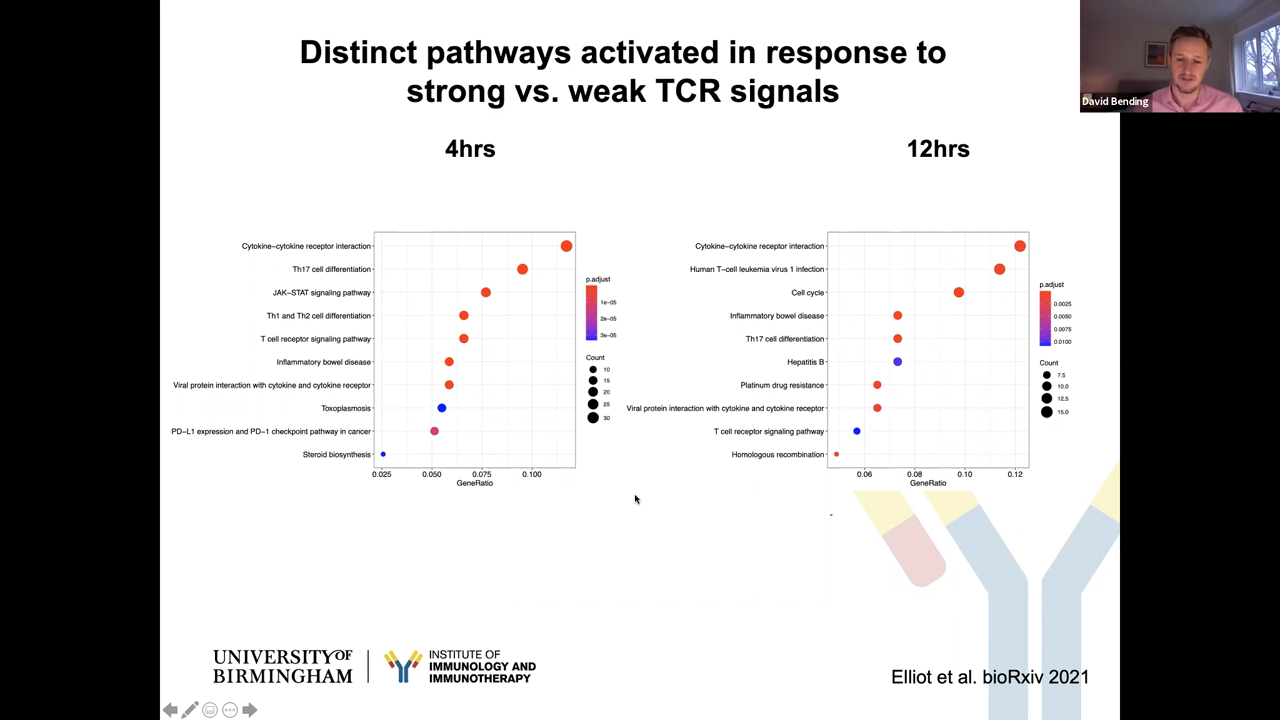 Distinct pathways activated in response to
strong vs. weak TCR signals
David Bending
4hrs
12hrs
Cytokine−cytokine receptor interaction
Th17 cell differentiation
JAK−STAT signaling pathway
Th1 and Th2 cell differentiation
T cell receptor signaling pathway
Inflammatory bowel disease
Viral protein interaction with cytokine and cytokine receptor
Toxoplasmosis
PD−L1 expression and PD−1 checkpoint pathway in cancer
Steroid biosynthesis
0.025 0.050 0.075 0.100
GeneRatio
p.adjust
1e−05
2e−05
3e−05
Count
10
15
20
25
30
Cytokine−cytokine receptor interaction
Human T−cell leukemia virus 1 infection
Cell cycle
Inflammatory bowel disease
Th17 cell differentiation
Hepatitis B
Platinum drug resistance
Viral protein interaction with cytokine and cytokine receptor
T cell receptor signaling pathway
Homologous recombination
0.06 0.08 0.10 0.12
GeneRatio
p.adjust
0.0025
0.0050
0.0075
0.0100
Count
7.5
10.0
12.5
15.0
-
UNIVERSITYOF
BIRMINGHAM
INSTITUTE OF
IMMUNOLOGY AND
IMMUNOTHERAPY
Elliot et al. bioRxiv 2021